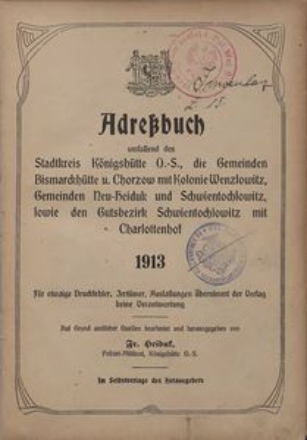 Adreßbuch
umfassend den
Stadtkreis Königshütte O.-S., die Gemeinden
Bismarckhütte u. Chorzow mit Kolonie Wenzlowitz,
Gemeinden Neu-Heiduk und Schwientochlowitz,
sowie den Gutsbezirk Schwientochlowitz mit
Charlottenhof
1913
Für etwaige Druckfehler, Irrtümer, Auslassungen übernimmt der Verlag
keine Verantwortung
Auf Grund amtlicher Quellen bearbeitet und herausgegeben von
Fr. Heiduk,
Königshütte O.-S.
Im Selbstverlage des Herausgebers